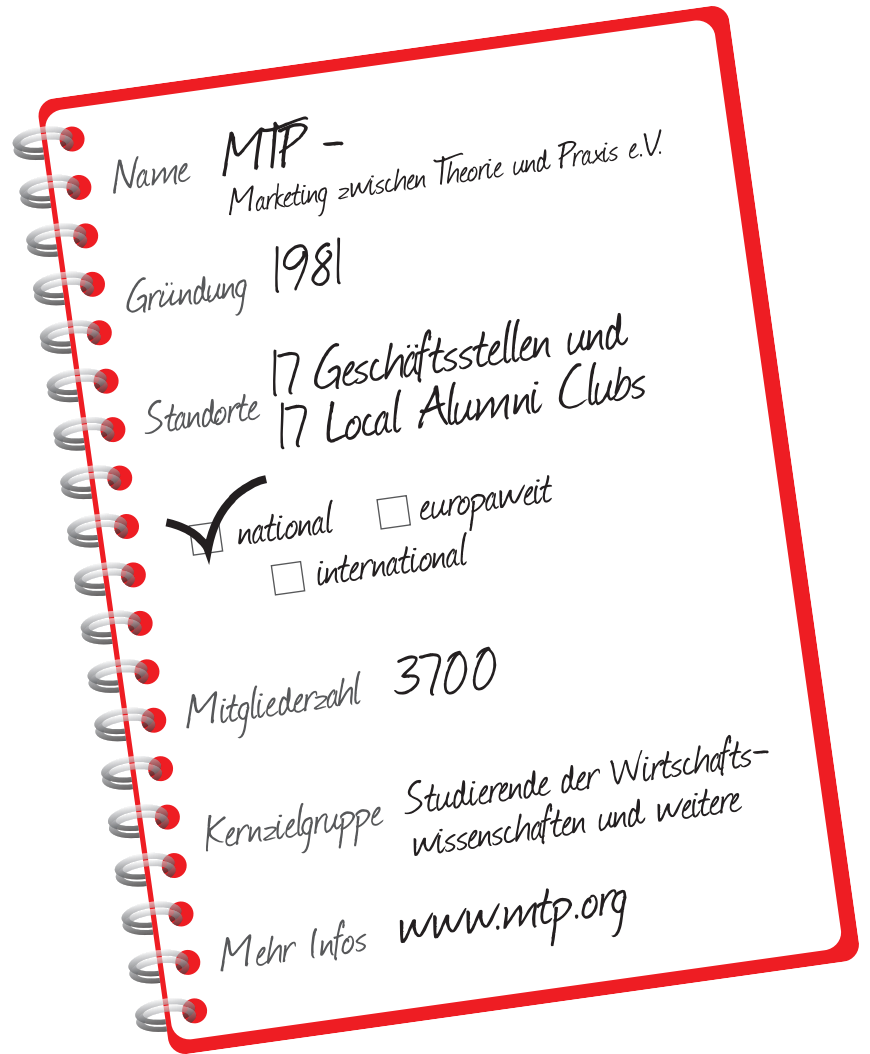 Name MTP –
Marketing zwischen Theorie und Praxis e.V.
Gründung 1981
17 Geschäftsstellen und
Standorte 17 Local Alumni Clubs
national europaweit
international
Mitgliederzahl 3700
Kernzielgruppe Studierende der Wirtschafts-
wissenschaften und weitere
Mehr Infos www.mtp.org